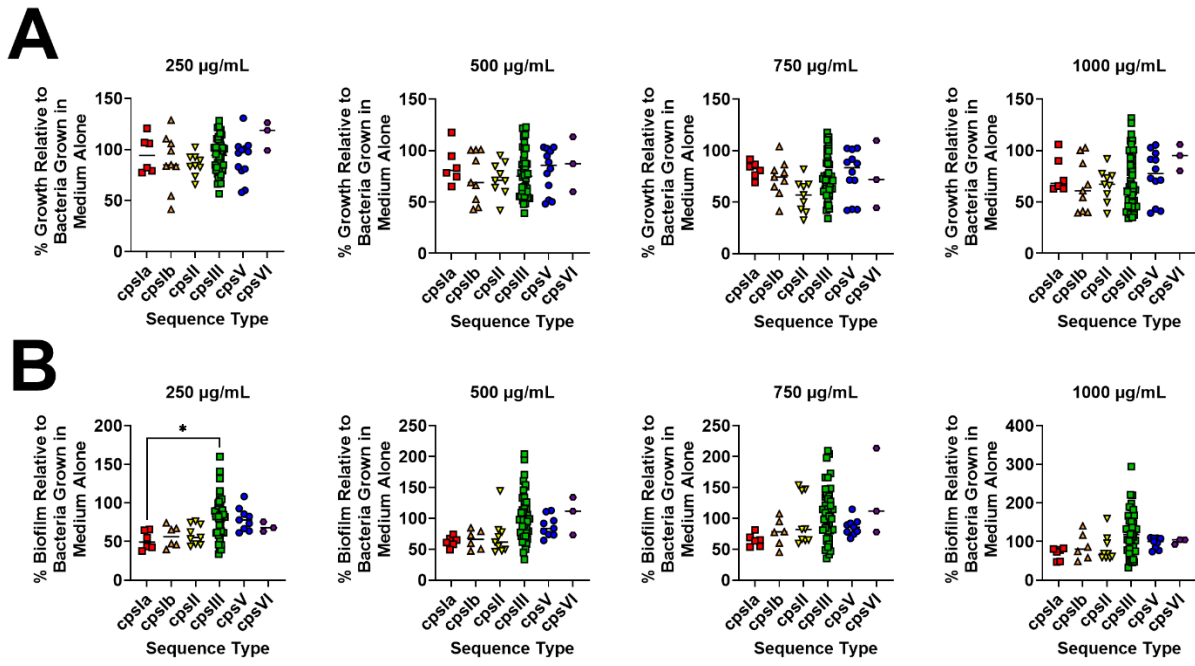 A
250 µg/mL
% Growth Relative to
Bacteria Grown in
Medium Alone
150
100
50
0
cpsIa
cpsIb
cpsII
cpsIII
cpsV
cpsVI
Sequence Type
500 µg/mL
% Growth Relative to
Bacteria Grown in
Medium Alone
150
100
50
0
cpsIa
cpsIb
cpsII
cpsIII
cpsV
cpsVI
Sequence Type
750 µg/mL
% Growth Relative to
Bacteria Grown in
Medium Alone
150
100
50
0
cpsIa
cpsIb
cpsII
cpsIII
cpsV
cpsVI
Sequence Type
1000 µg/mL
% Growth Relative to
Bacteria Grown in
Medium Alone
150
100
50
0
cpsIa
cpsIb
cpsII
cpsIII
cpsV
cpsVI
Sequence Type
B
250 µg/mL
% Biofilm Relative to
Bacteria Grown in
Medium Alone
200
150
100
50
0
*
cpsIa
cpsIb
cpsII
cpsIII
cpsV
cpsVI
Sequence Type
500 µg/mL
% Biofilm Relative to
Bacteria Grown in
Medium Alone
250
200
150
100
50
0
cpsIa
cpsIb
cpsII
cpsIII
cpsV
cpsVI
Sequence Type
750 µg/mL
% Biofilm Relative to
Bacteria Grown in
Medium Alone
250
200
150
100
50
0
cpsIa
cpsIb
cpsII
cpsIII
cpsV
cpsVI
Sequence Type
1000 µg/mL
% Biofilm Relative to
Bacteria Grown in
Medium Alone
400
300
200
100
0
cpsIa
cpsIb
cpsII
cpsIII
cpsV
cpsVI
Sequence Type